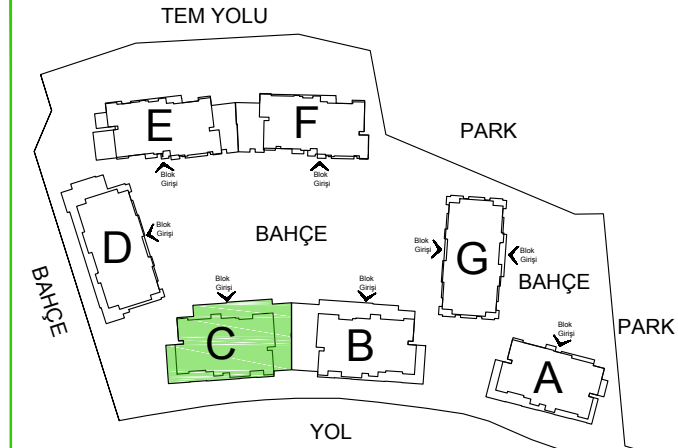 TEM YOLU
E
F
PARK
Blok
Girişi
Blok
Girişi
D
Blok
Girişi
BAHÇE
Blok
Girişi
G
Blok
Girişi
BAHÇE
BAHÇE
Blok
Girişi
Blok
Girişi
C
B
Blok
Girişi
PARK
A
YOL